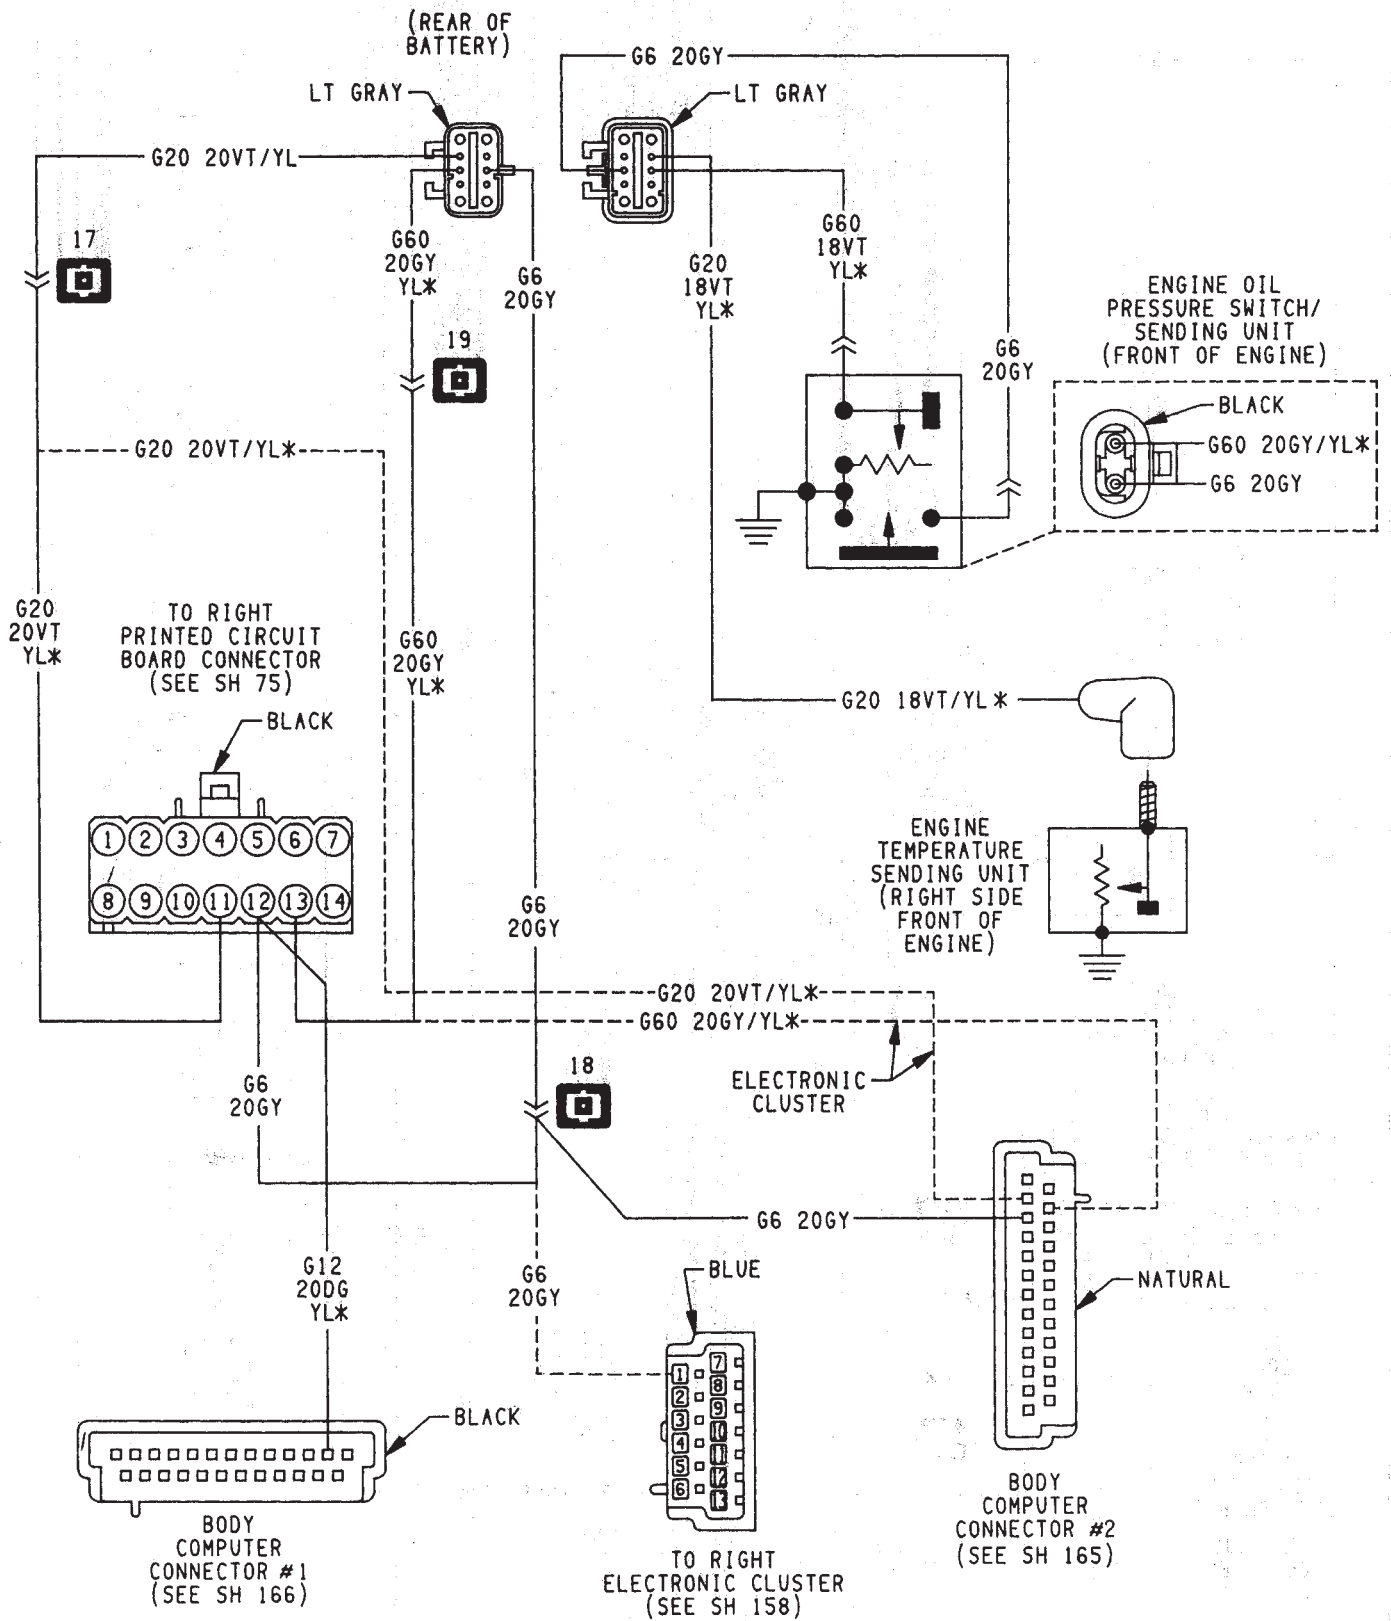 (REAR OF
BATTERY)
G6 20GY
LT GRAY
LT GRAY
G20 20VT/YL
17
G60
20GY
YL*
G6
20GY
G20
18VT
YL*
G60
18VT
YL*
ENGINE OIL
PRESSURE SWITCH/
SENDING UNIT
(FRONT OF ENGINE)
19
G6
20GY
BLACK
G60 20GY/YL*
G6 20GY
G20 20VT/YL*
G20
20VT
YL*
TO RIGHT
PRINTED CIRCUIT
BOARD CONNECTOR
(SEE SH 75)
G60
20GY
YL*
G20 18VT/YL*
BLACK
1 2 3 4 5 6 7
8 9 10 11 12 13 14
ENGINE
TEMPERATURE
SENDING UNIT
(RIGHT SIDE
FRONT OF
ENGINE)
G6
20GY
G20 20VT/YL*
G60 20GY/YL*
18
ELECTRONIC
CLUSTER
G6
20GY
G6 20GY
G12
20DG
YL*
G6
20GY
BLUE
NATURAL
1
2
3
4
5
6
7
8
9
10
11
12
13
BLACK
BODY
COMPUTER
CONNECTOR #1
(SEE SH 166)
TO RIGHT
ELECTRONIC CLUSTER
(SEE SH 158)
BODY
COMPUTER
CONNECTOR #2
(SEE SH 165)